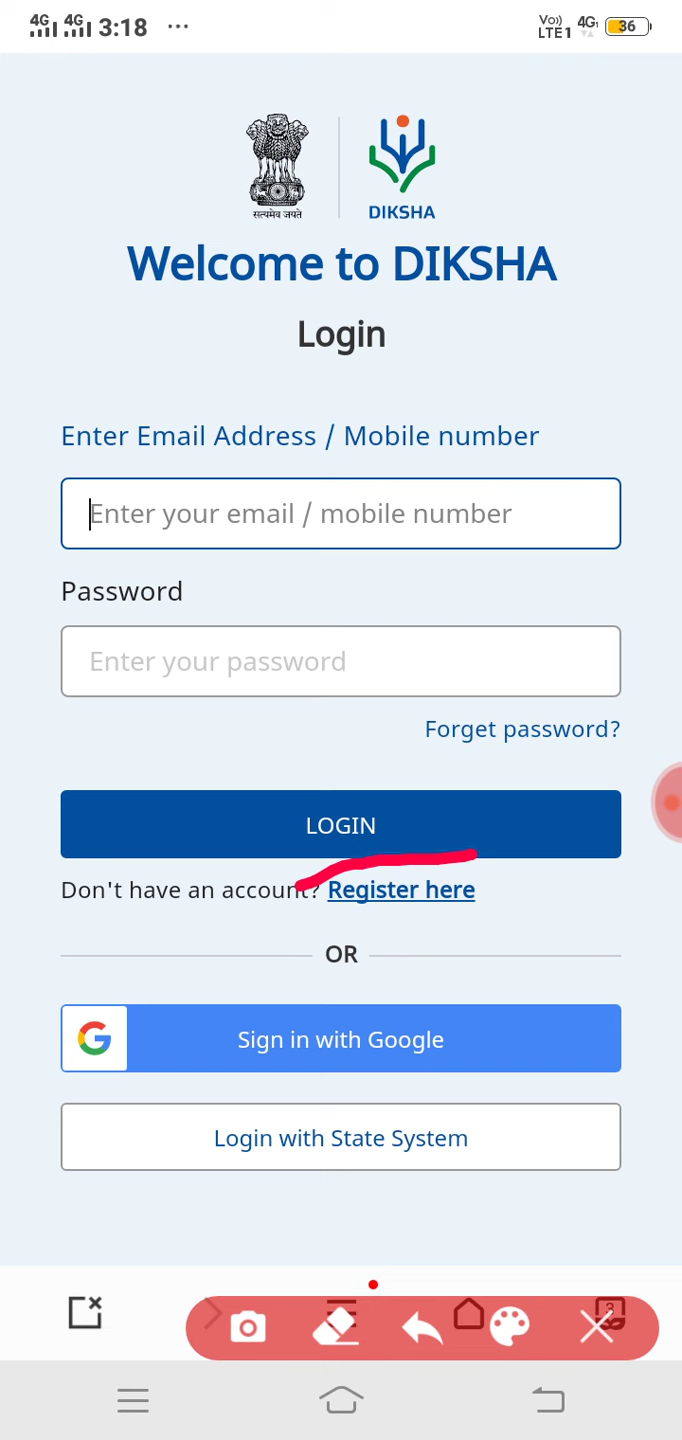 4G 4G 3:18 ... Vo)) LTE1 4G 36
सत्यमेव जयते
DIKSHA
Welcome to DIKSHA
Login
Enter Email Address / Mobile number
Enter your email / mobile number
Password
Enter your password
Forget password?
LOGIN
Don't have an account? Register here
OR
Sign in with Google
Login with State System
3